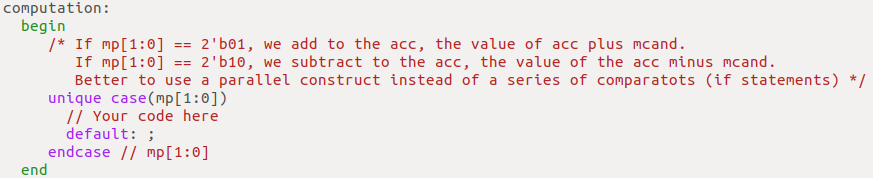 computation:
begin
/* If mp[1:0] == 2'b01, we add to the acc, the value of acc plus mcand.
If mp[1:0] == 2'b10, we subtract to the acc, the value of the acc minus mcand.
Better to use a parallel construct instead of a series of comparatots (if statements) */
unique case(mp[1:0])
// Your code here
default: ;
endcase // mp[1:0]
end